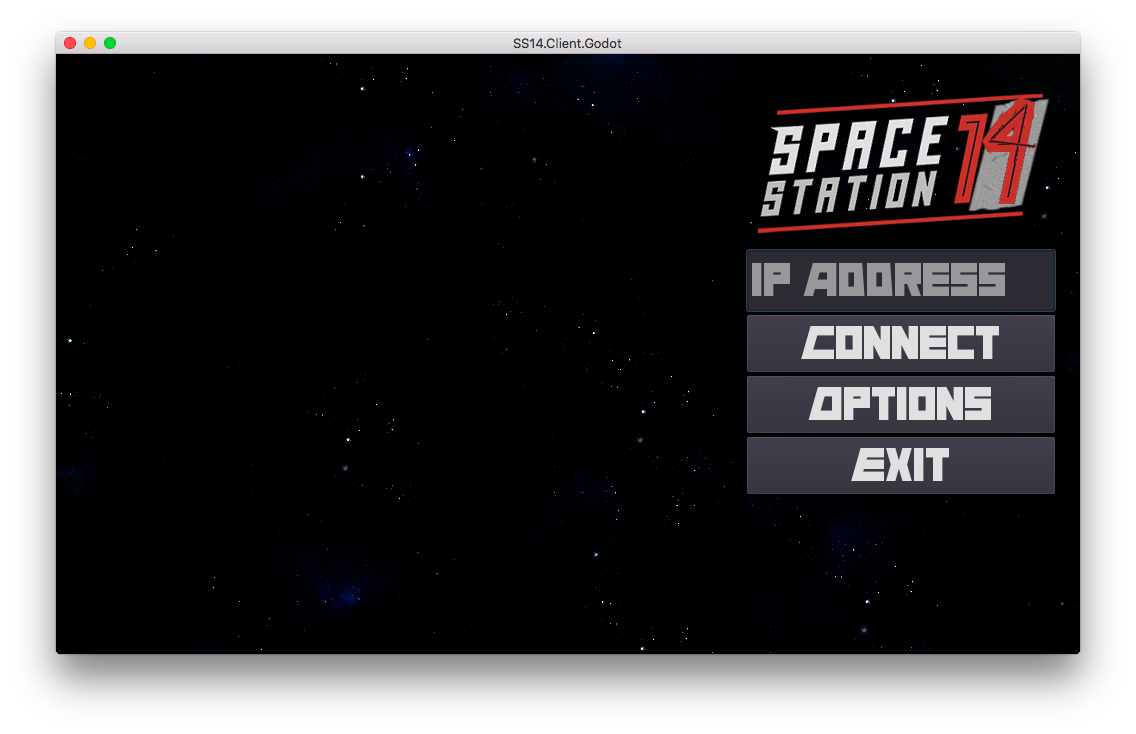 SS14.Client.Godot
SPACE 14
STATION
IP ADDRESS
CONNECT
OPTIONS
EXIT